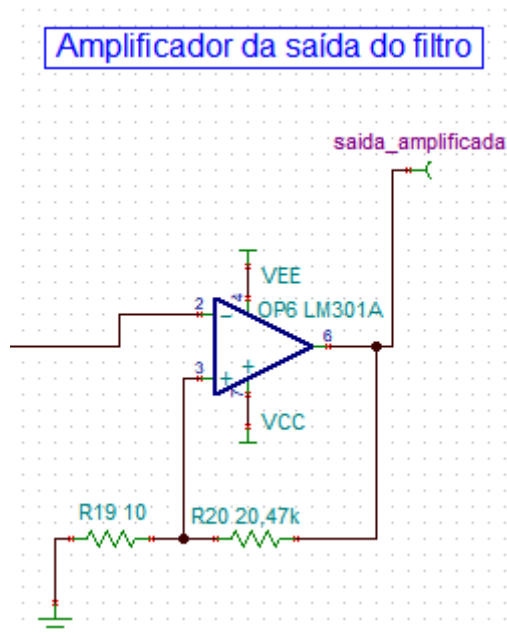 Amplificador da saída do filtro
saida_amplificada
VEE
4
2
OP6 LM301A
-
6
3
+
+
7
VCC
R19 10
R20 20,47k